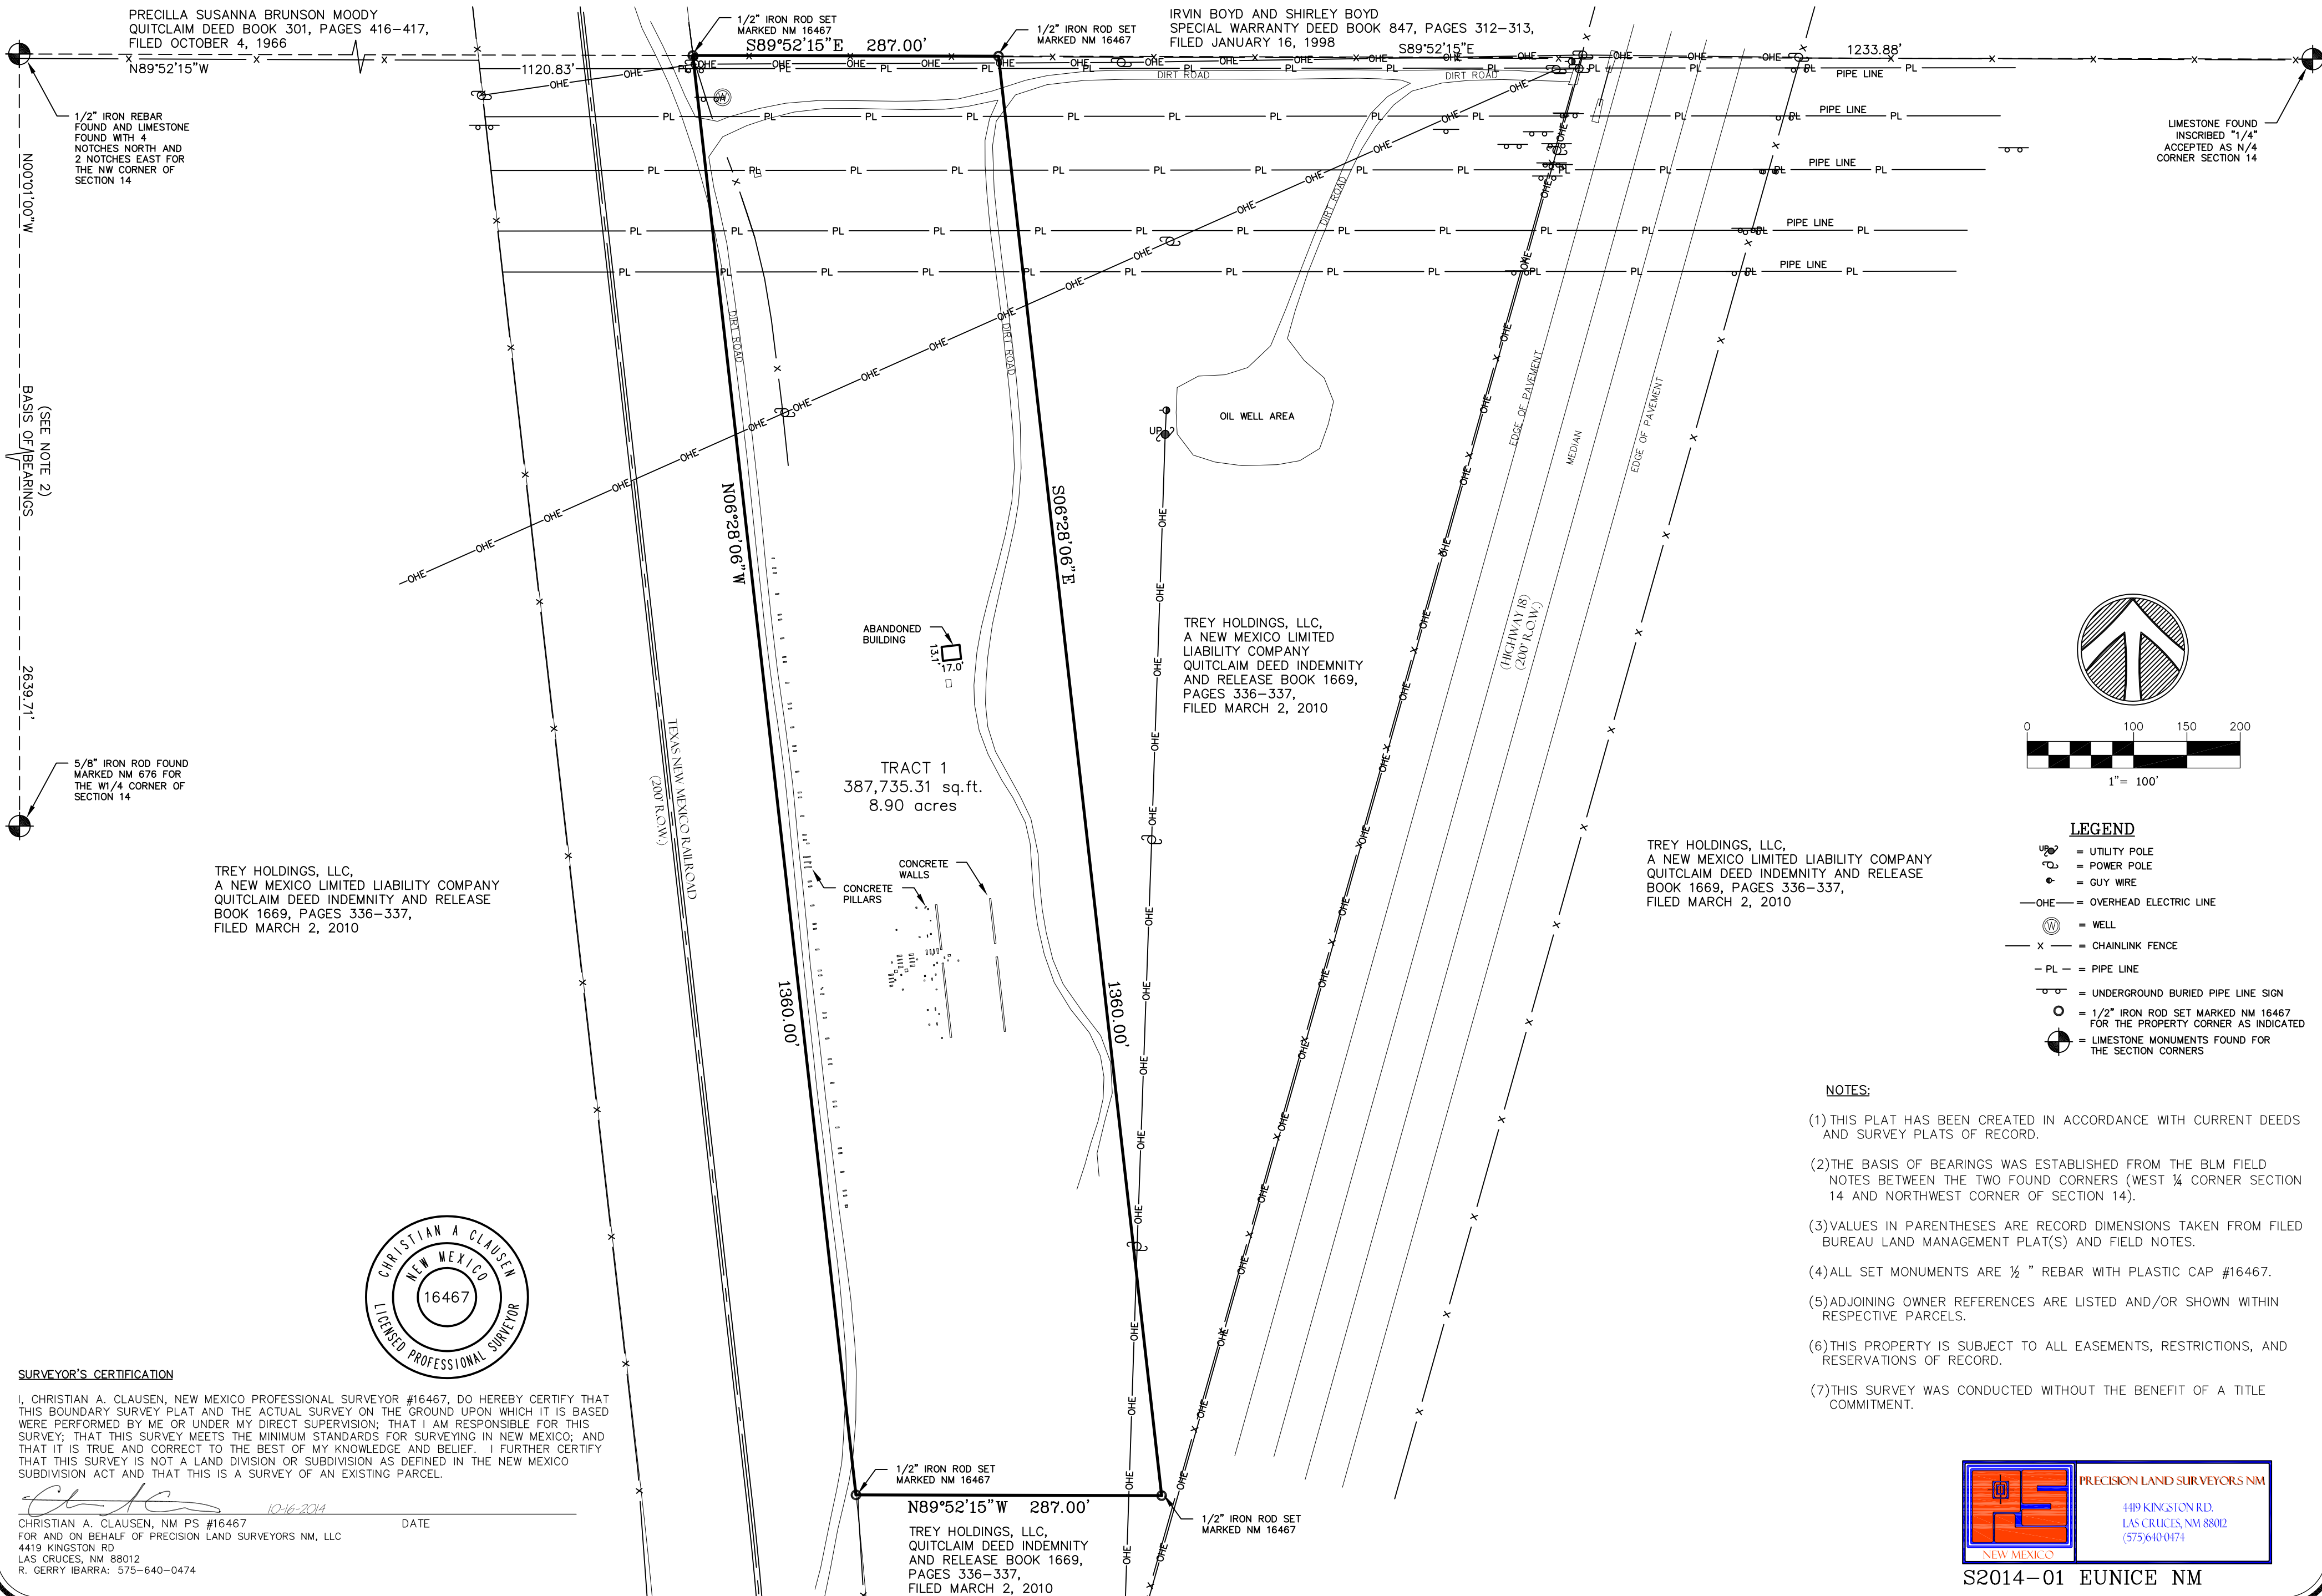 PRECILLA SUSANNA BRUNSON MOODY
QUITCLAIM DEED BOOK 301, PAGES 416-417,
FILED OCTOBER 4, 1966
N89°52'15"W
1120.83'
1/2" IRON ROD SET
MARKED NM 16467
S89°52'15"E 287.00'
1/2" IRON ROD SET
MARKED NM 16467
IRVIN BOYD AND SHIRLEY BOYD
SPECIAL WARRANTY DEED BOOK 847, PAGES 312-313,
FILED JANUARY 16, 1998
S89°52'15"E
1233.88'
DIRT ROAD
DIRT ROAD
PIPE LINE
PIPE LINE
PIPE LINE
PIPE LINE
PIPE LINE
1/2" IRON REBAR
FOUND AND LIMESTONE
FOUND WITH 4
NOTCHES NORTH AND
2 NOTCHES EAST FOR
THE NW CORNER OF
SECTION 14
LIMESTONE FOUND
INSCRIBED "1/4"
ACCEPTED AS N/4
CORNER SECTION 14
N00°01'00"W
BASIS OF BEARINGS
(SEE NOTE 2)
2639.71'
5/8" IRON ROD FOUND
MARKED NM 676 FOR
THE W1/4 CORNER OF
SECTION 14
DIRT ROAD
DIRT ROAD
DIRT ROAD
OIL WELL AREA
UP
EDGE OF PAVEMENT
MEDIAN
EDGE OF PAVEMENT
(HIGHWAY 18)
(200' R.O.W.)
N06°28'06"W
S06°28'06"E
ABANDONED
BUILDING
13.1'
17.0'
TREY HOLDINGS, LLC,
A NEW MEXICO LIMITED
LIABILITY COMPANY
QUITCLAIM DEED INDEMNITY
AND RELEASE BOOK 1669,
PAGES 336-337,
FILED MARCH 2, 2010
TEXAS NEW MEXICO RAILROAD
(200' R.O.W.)
TRACT 1
387,735.31 sq.ft.
8.90 acres
CONCRETE
WALLS
CONCRETE
PILLARS
1360.00'
1360.00'
TREY HOLDINGS, LLC,
A NEW MEXICO LIMITED LIABILITY COMPANY
QUITCLAIM DEED INDEMNITY AND RELEASE
BOOK 1669, PAGES 336-337,
FILED MARCH 2, 2010
TREY HOLDINGS, LLC,
A NEW MEXICO LIMITED LIABILITY COMPANY
QUITCLAIM DEED INDEMNITY AND RELEASE
BOOK 1669, PAGES 336-337,
FILED MARCH 2, 2010
0 100 150 200
1"= 100'
LEGEND
UP = UTILITY POLE
= POWER POLE
= GUY WIRE
OHE = OVERHEAD ELECTRIC LINE
W = WELL
X = CHAINLINK FENCE
PL = PIPE LINE
= UNDERGROUND BURIED PIPE LINE SIGN
= 1/2" IRON ROD SET MARKED NM 16467
FOR THE PROPERTY CORNER AS INDICATED
= LIMESTONE MONUMENTS FOUND FOR
THE SECTION CORNERS
NOTES:
(1) THIS PLAT HAS BEEN CREATED IN ACCORDANCE WITH CURRENT DEEDS
AND SURVEY PLATS OF RECORD.
(2)THE BASIS OF BEARINGS WAS ESTABLISHED FROM THE BLM FIELD
NOTES BETWEEN THE TWO FOUND CORNERS (WEST ¼ CORNER SECTION
14 AND NORTHWEST CORNER OF SECTION 14).
(3)VALUES IN PARENTHESES ARE RECORD DIMENSIONS TAKEN FROM FILED
BUREAU LAND MANAGEMENT PLAT(S) AND FIELD NOTES.
(4)ALL SET MONUMENTS ARE ½ " REBAR WITH PLASTIC CAP #16467.
(5)ADJOINING OWNER REFERENCES ARE LISTED AND/OR SHOWN WITHIN
RESPECTIVE PARCELS.
(6)THIS PROPERTY IS SUBJECT TO ALL EASEMENTS, RESTRICTIONS, AND
RESERVATIONS OF RECORD.
(7)THIS SURVEY WAS CONDUCTED WITHOUT THE BENEFIT OF A TITLE
COMMITMENT.
CHRISTIAN A CLAUSEN
NEW MEXICO
16467
LICENSED PROFESSIONAL SURVEYOR
SURVEYOR'S CERTIFICATION
I, CHRISTIAN A. CLAUSEN, NEW MEXICO PROFESSIONAL SURVEYOR #16467, DO HEREBY CERTIFY THAT
THIS BOUNDARY SURVEY PLAT AND THE ACTUAL SURVEY ON THE GROUND UPON WHICH IT IS BASED
WERE PERFORMED BY ME OR UNDER MY DIRECT SUPERVISION; THAT I AM RESPONSIBLE FOR THIS
SURVEY; THAT THIS SURVEY MEETS THE MINIMUM STANDARDS FOR SURVEYING IN NEW MEXICO; AND
THAT IT IS TRUE AND CORRECT TO THE BEST OF MY KNOWLEDGE AND BELIEF. I FURTHER CERTIFY
THAT THIS SURVEY IS NOT A LAND DIVISION OR SUBDIVISION AS DEFINED IN THE NEW MEXICO
SUBDIVISION ACT AND THAT THIS IS A SURVEY OF AN EXISTING PARCEL.
10-16-2014
CHRISTIAN A. CLAUSEN, NM PS #16467 DATE
FOR AND ON BEHALF OF PRECISION LAND SURVEYORS NM, LLC
4419 KINGSTON RD
LAS CRUCES, NM 88012
R. GERRY IBARRA: 575-640-0474
1/2" IRON ROD SET
MARKED NM 16467
N89°52'15"W 287.00'
1/2" IRON ROD SET
MARKED NM 16467
TREY HOLDINGS, LLC,
QUITCLAIM DEED INDEMNITY
AND RELEASE BOOK 1669,
PAGES 336-337,
FILED MARCH 2, 2010
PRECISION LAND SURVEYORS NM
4419 KINGSTON RD.
LAS CRUCES, NM 88012
(575)640-0474
NEW MEXICO
S2014-01 EUNICE NM